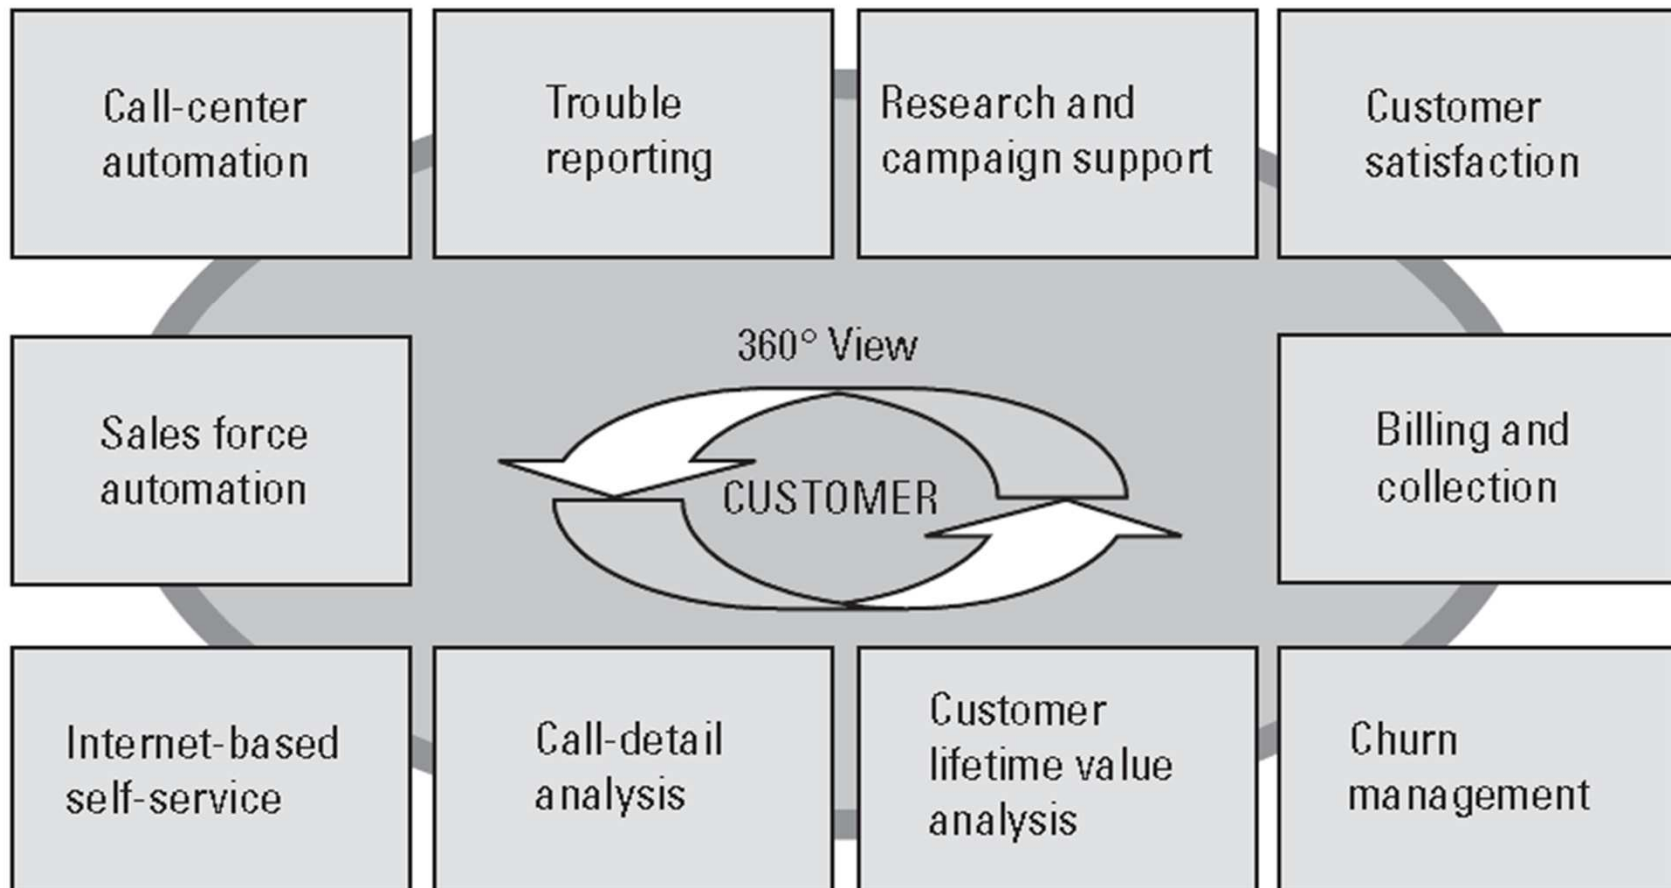 Call-center
automation
Trouble
reporting
Research and
campaign support
Customer
satisfaction
360° View
CUSTOMER
Sales force
automation
Billing and
collection
Internet-based
self-service
Call-detail
analysis
Customer
lifetime value
analysis
Churn
management